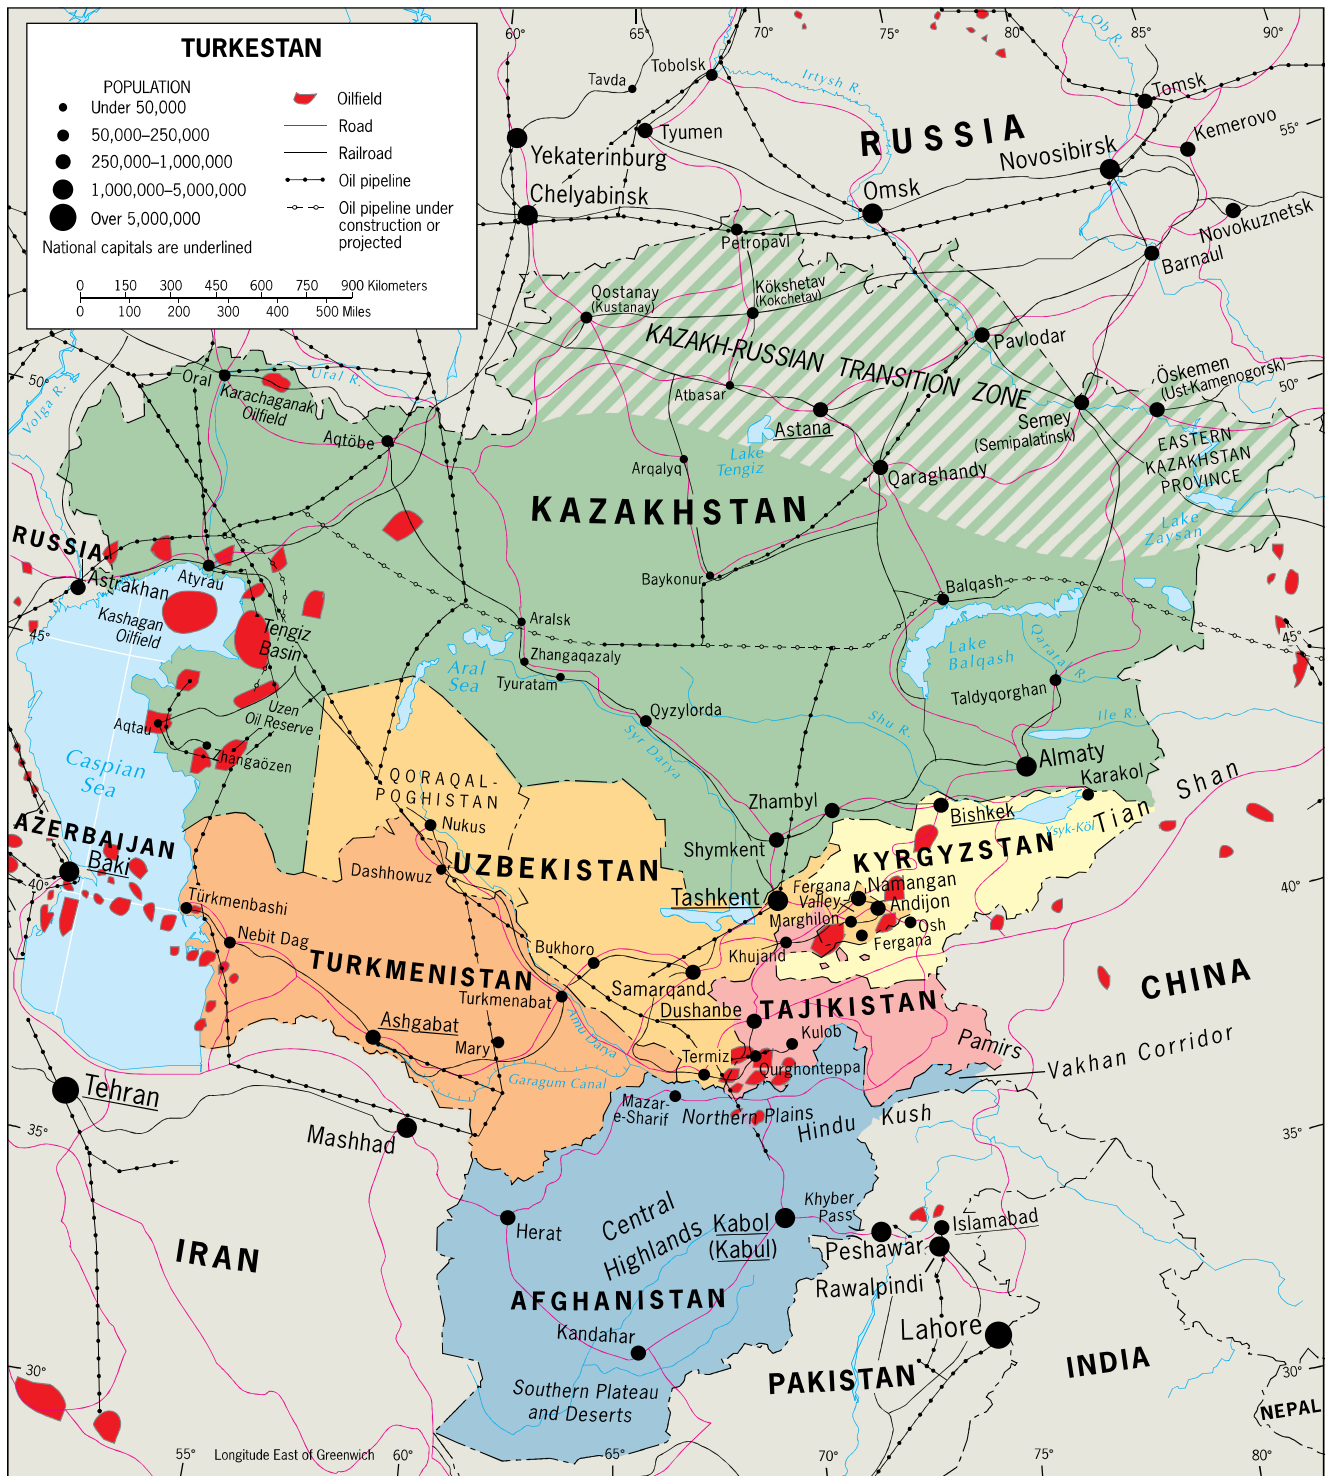 TURKESTAN
POPULATION
Under 50,000
50,000–250,000
250,000–1,000,000
1,000,000–5,000,000
Over 5,000,000
National capitals are underlined
Oilfield
Road
Railroad
Oil pipeline
Oil pipeline under
construction or
projected
0 150 300 450 600 750 900 Kilometers
0 100 200 300 400 500 Miles
60° 65° 70° 75° 80° 85° 90°
Ob R.
Tobolsk
Tavda
Irtysh R.
Tomsk
Tyumen
Kemerovo
55°
RUSSIA
Yekaterinburg
Novosibirsk
Chelyabinsk
Omsk
Novokuznetsk
Petropavl
Barnaul
Kökshetav
(Kokchetav)
Qostanay
(Kustanay)
KAZAKH-RUSSIAN TRANSITION ZONE
Pavlodar
50°
Volga R.
Oral
Ural R.
Karachaganak
Oilfield
Atbasar
Öskemen
(Ust-Kamenogorsk)
50°
Aqtöbe
Astana
Semey
(Semipalatinsk)
EASTERN
KAZAKHSTAN
PROVINCE
Lake
Tengiz
Arqalyq
Qaraghandy
KAZAKHSTAN
Lake
Zaysan
RUSSIA
Astrakhan
Atyrau
Baykonur
Balqash
Kashagan
Oilfield
Tengiz
Basin
45°
Aralsk
45°
Lake
Balqash
Qaratal R.
Zhangaqazaly
Aral
Sea
Tyuratam
Taldyqorghan
Uzen
Oil Reserve
Qyzylorda
Shu R.
Ile R.
Aqtau
Syr Darya
Zhangaözen
Almaty
Caspian
Sea
QORAQAL-
POGHISTAN
Karakol
Shan
Zhambyl
Bishkek
Tian
Ysyk-Köl
AZERBAIJAN
Nukus
Baki
Shymkent
KYRGYZSTAN
Dashhowuz
UZBEKISTAN
40°
Tashkent
Fergana
Valley
Namangan
40°
Türkmenbashi
Andijon
Marghilon
Osh
Nebit Dag
Fergana
Bukhoro
Khujand
TURKMENISTAN
Samarqand
CHINA
Turkmenabat
Dushanbe
TAJIKISTAN
Ashgabat
Amu Darya
Kulob
Pamirs
Mary
Termiz
Qurghonteppa
Vakhan Corridor
Garagum Canal
Tehran
Mazar-
e-Sharif
Northern Plains
Hindu
Kush
35°
Mashhad
35°
Khyber
Pass
Central
Highlands
Kabol
(Kabul)
Islamabad
Herat
Peshawar
IRAN
Rawalpindi
AFGHANISTAN
Lahore
Kandahar
INDIA
30°
PAKISTAN
30°
Southern Plateau
and Deserts
NEPAL
55° Longitude East of Greenwich 60° 65° 70° 75° 80°